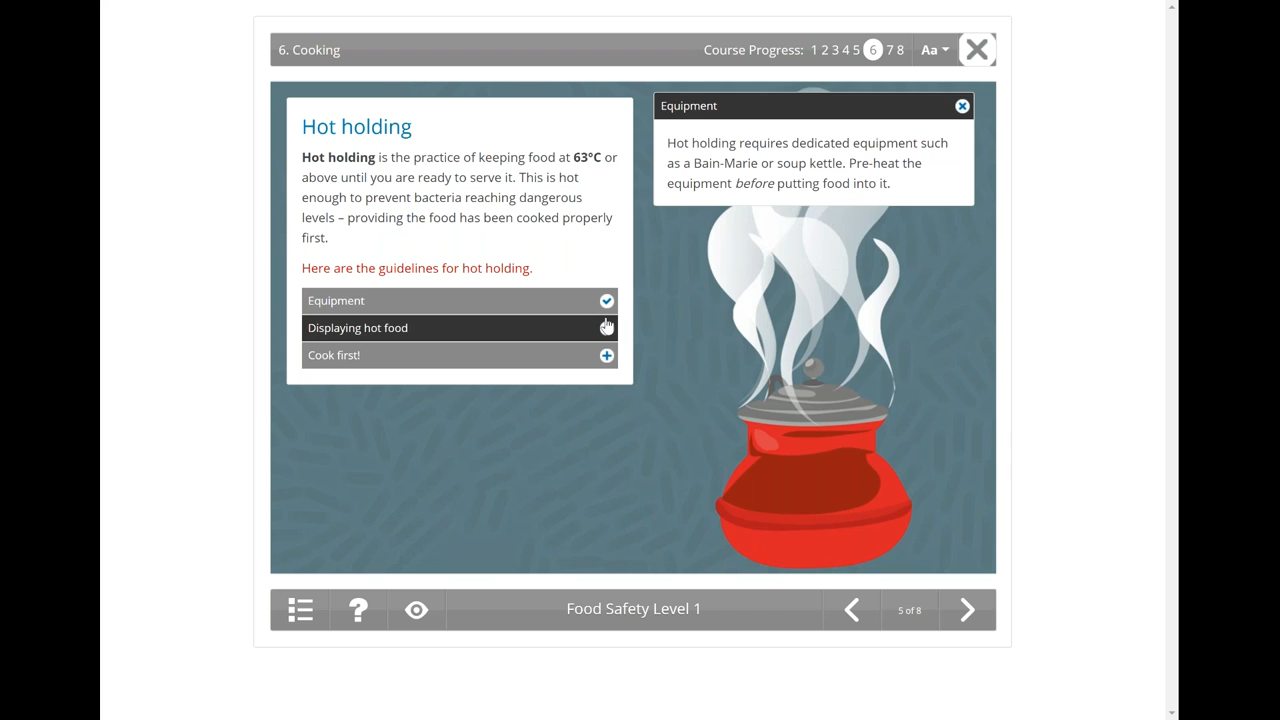 6. Cooking
Course Progress: 1 2 3 4 5 6 7 8
Aa
Hot holding
Hot holding is the practice of keeping food at 63°C or
above until you are ready to serve it. This is hot
enough to prevent bacteria reaching dangerous
levels – providing the food has been cooked properly
first.
Here are the guidelines for hot holding.
Equipment
Displaying hot food
Cook first!
Equipment
Hot holding requires dedicated equipment such
as a Bain-Marie or soup kettle. Pre-heat the
equipment before putting food into it.
?
Food Safety Level 1
5 of 8